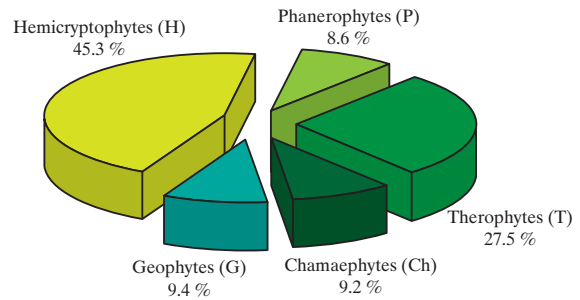 Phanerophytes (P)
8.6 %
Hemicryptophytes (H)
45.3 %
Therophytes (T)
27.5 %
Geophytes (G)
9.4 %
Chamaephytes (Ch)
9.2 %